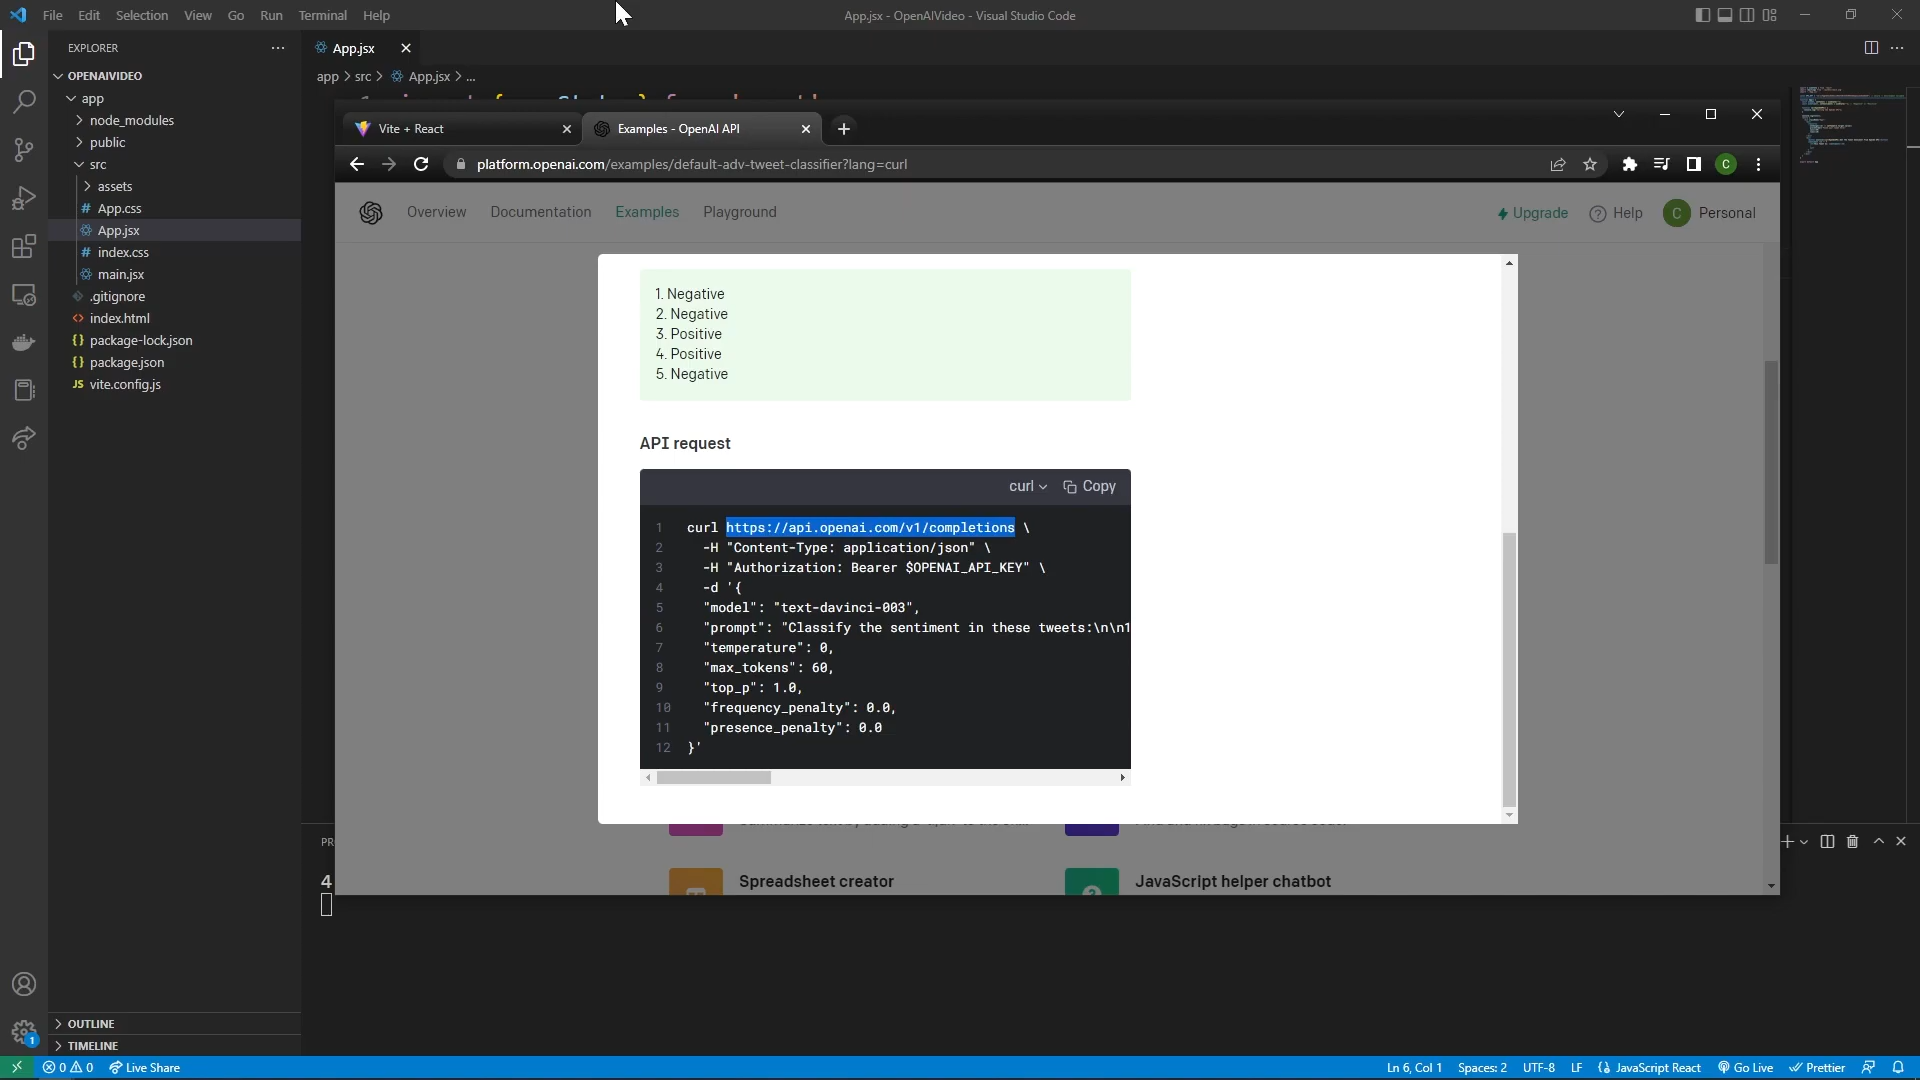 File Edit Selection View Go Run Terminal Help
App.jsx - OpenAIVideo - Visual Studio Code
EXPLORER
App.jsx
OPENAIVIDEO
app > src > App.jsx > ...
app
node_modules
public
src
assets
App.css
App.jsx
index.css
main.jsx
.gitignore
index.html
package-lock.json
package.json
vite.config.js
OUTLINE
TIMELINE
Vite + React
Examples - OpenAI API
platform.openai.com/examples/default-adv-tweet-classifier?lang=curl
C
Overview Documentation Examples Playground
Upgrade Help C Personal
1. Negative
2. Negative
3. Positive
4. Positive
5. Negative
API request
curl Copy
1 curl https://api.openai.com/v1/completions \
2 -H "Content-Type: application/json" \
3 -H "Authorization: Bearer $OPENAI_API_KEY" \
4 -d '{
5 "model": "text-davinci-003",
6 "prompt": "Classify the sentiment in these tweets:\n\n1
7 "temperature": 0,
8 "max_tokens": 60,
9 "top_p": 1.0,
10 "frequency_penalty": 0.0,
11 "presence_penalty": 0.0
12 }'
Spreadsheet creator
JavaScript helper chatbot
PR
4
1
0 0 Live Share
Ln 6, Col 1 Spaces: 2 UTF-8 LF JavaScript React Go Live Prettier